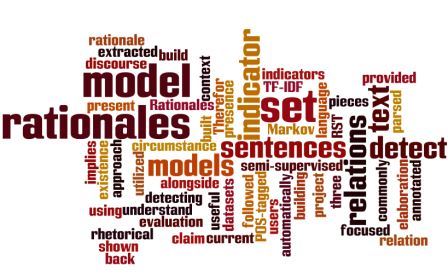 rationale
extracted
build
discourse
model
context
indicator
indicators
provided
present
Rationales
Therefor
presence
TF-IDF
set
language
pieces
text
parsed
rationales
built
Markov
RST
implies
existence
approach
circumstance
sentences
relations
detect
utilized
models
semi-supervised
alongside
detecting
useful
datasets
followed
POS-tagged
users
automatically
building
project
three
commonly
elaboration
annotated
using
understand
evaluation
focused
relation
rhetorical
claim
current
shown
back